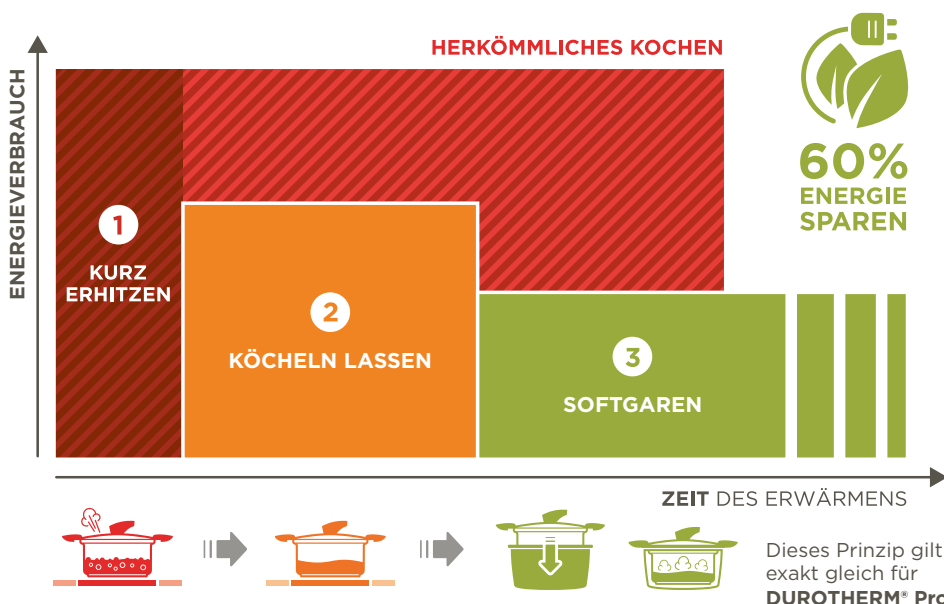 HERKÖMMLICHES KOCHEN
60%
ENERGIE
SPAREN
ENERGIEVERBRAUCH
1
KURZ
ERHITZEN
2
KÖCHELN LASSEN
3
SOFTGAREN
ZEIT DES ERWÄRMENS
Dieses Prinzip gilt
exakt gleich für
DUROTHERM® Pro